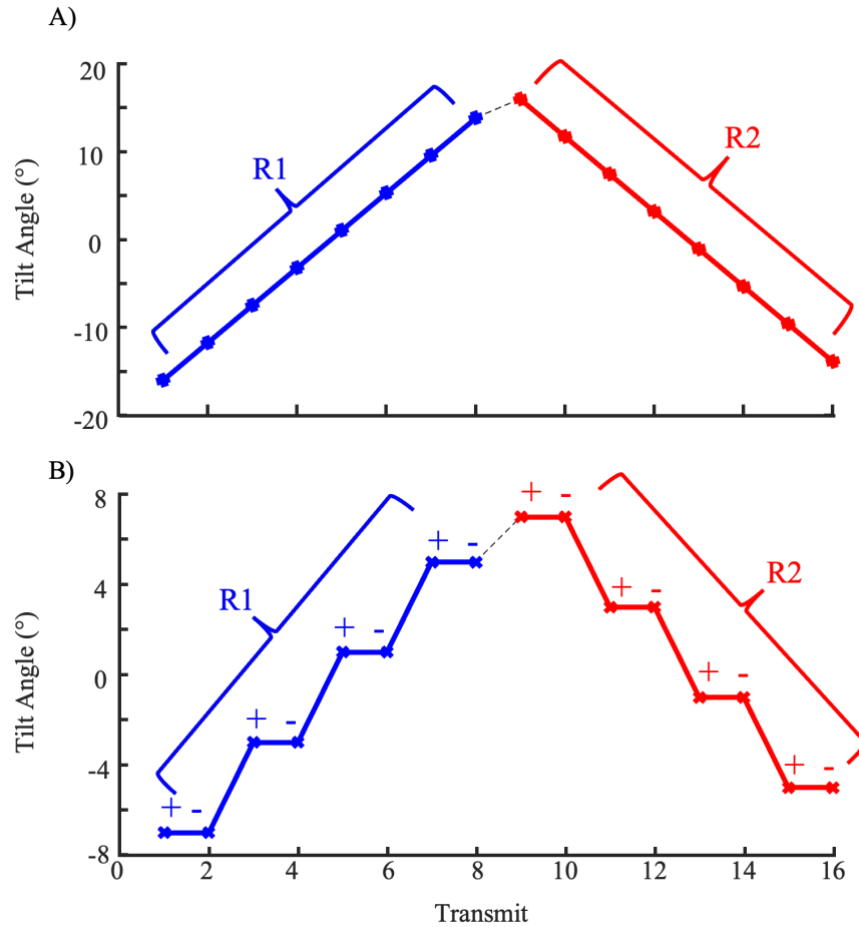 A)
20
10
0
-10
-20
Tilt Angle (°)
R1
R2
B)
8
4
0
-4
-8
Tilt Angle (°)
R1
R2
+ -
+ -
+ -
+ -
+ -
+ -
+ -
+ -
0 2 4 6 8 10 12 14 16
Transmit